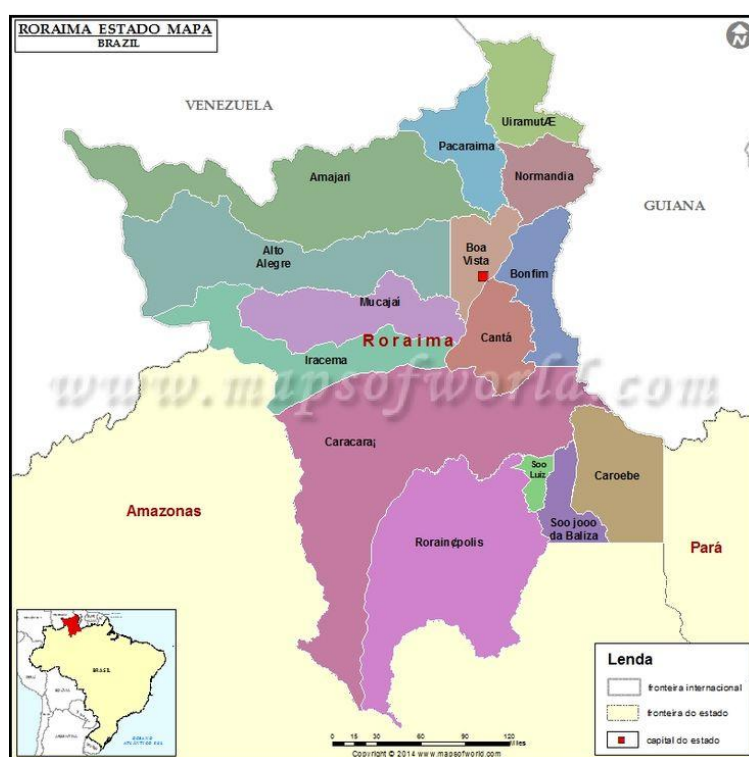 RORAIMA ESTADO MAPA
BRAZIL
N
VENEZUELA
UiramutÆ
Pacaraima
Amajari
Normandia
GUIANA
Alto
Alegre
Boa
Vista
Bonfim
Mucajaí
Roraima
Cantá
Iracema
www.mapsofworld.com
Caracara¡
Soo
Luiz
Caroebe
Amazonas
Soo jooo
da Baliza
Rorain¢polis
Pará
BRASIL
Lenda
fronteira internacional
fronteira do estado
capital do estado
0 15 30 60 90 120
Miles
Copyright © 2014 www.mapsofworld.com